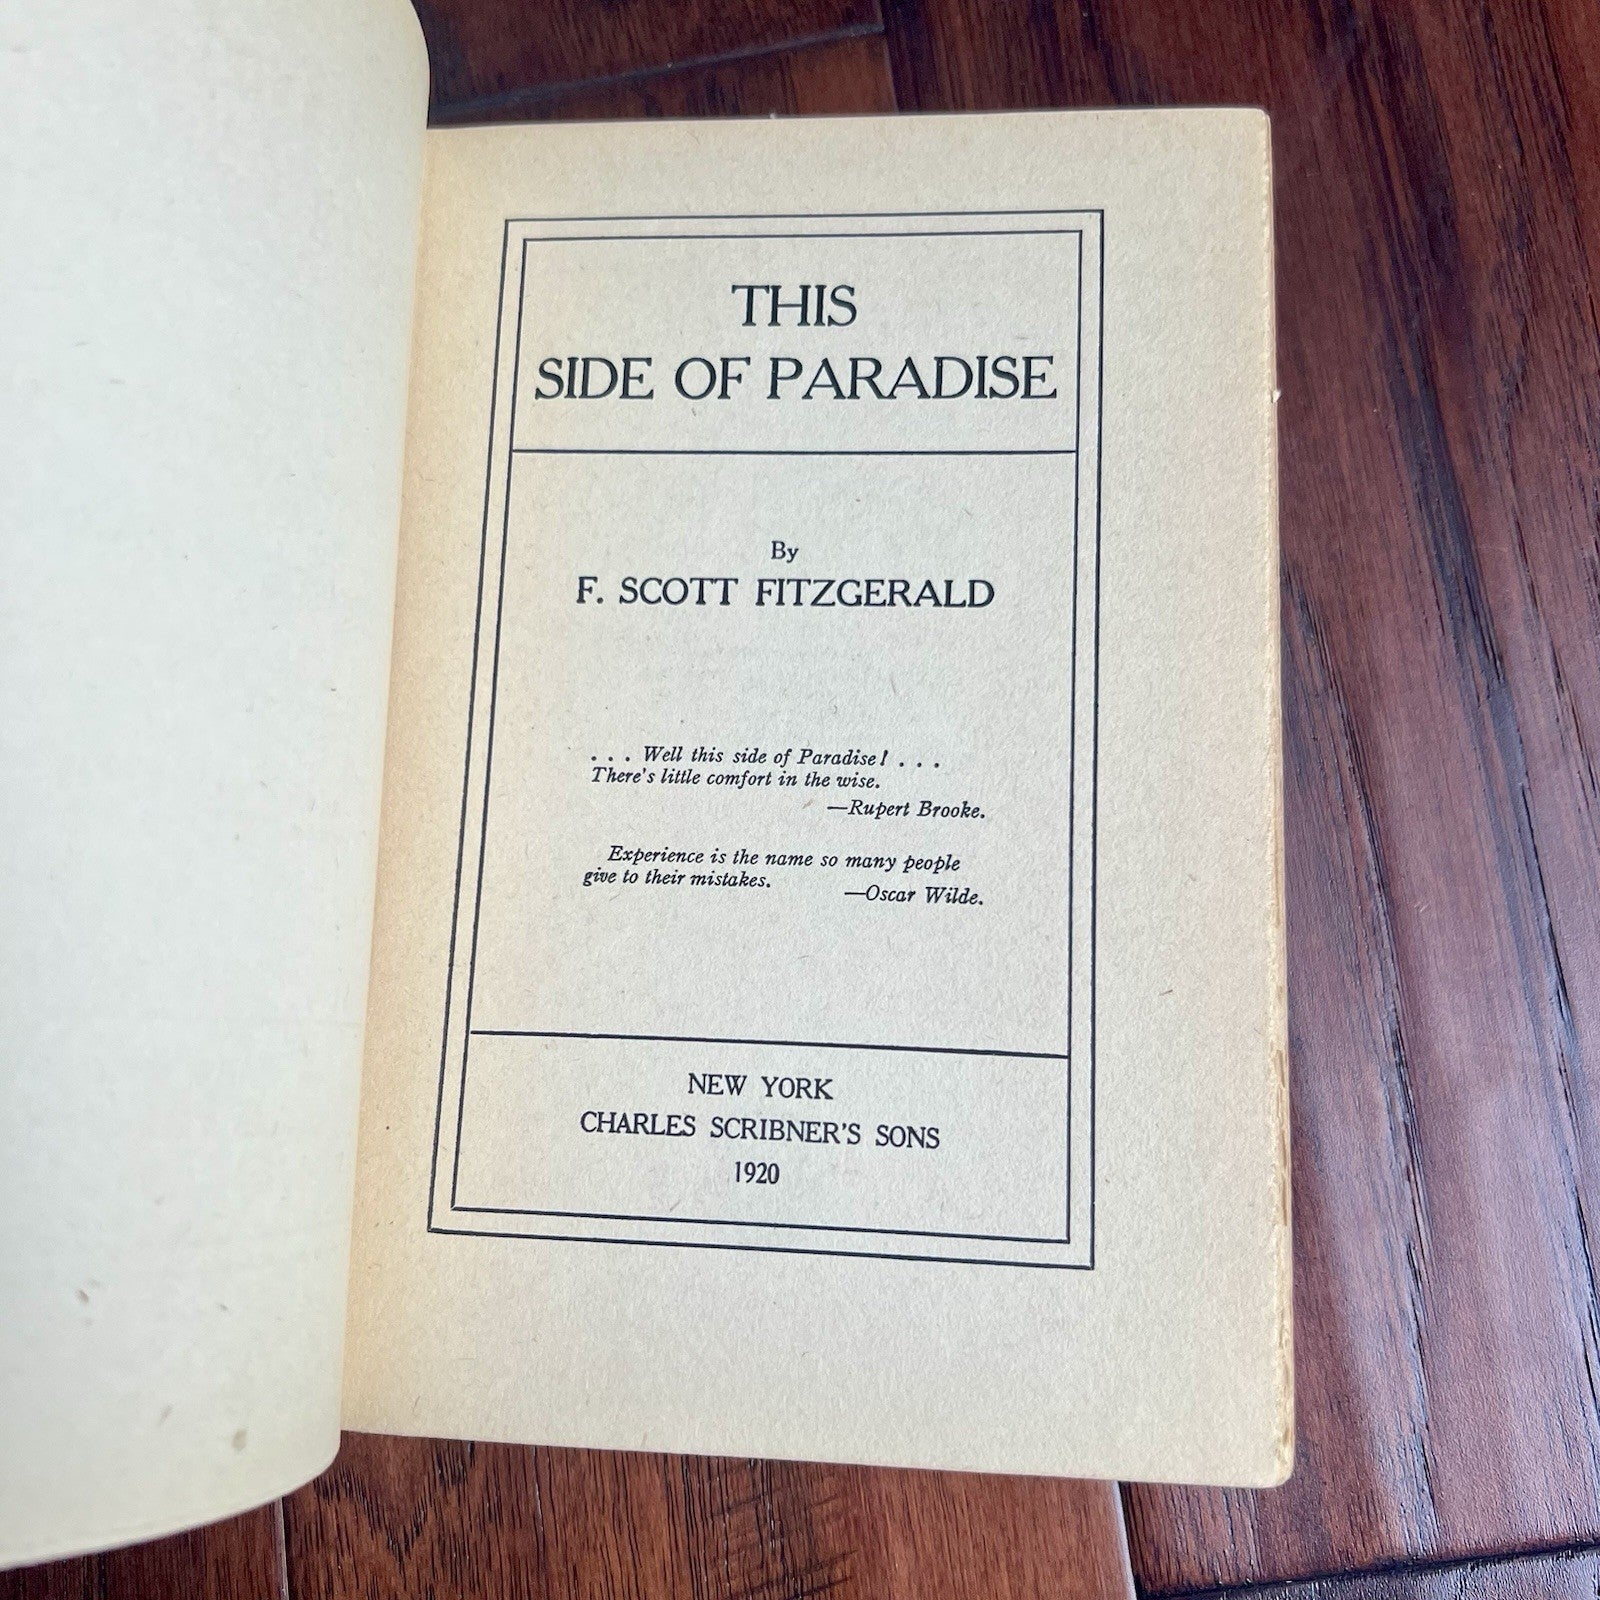 THIS
SIDE OF PARADISE
By
F. SCOTT FITZGERALD
. . . Well this side of Paradise! . . .
There's little comfort in the wise.
—Rupert Brooke.
Experience is the name so many people
give to their mistakes.
—Oscar Wilde.
NEW YORK
CHARLES SCRIBNER'S SONS
1920